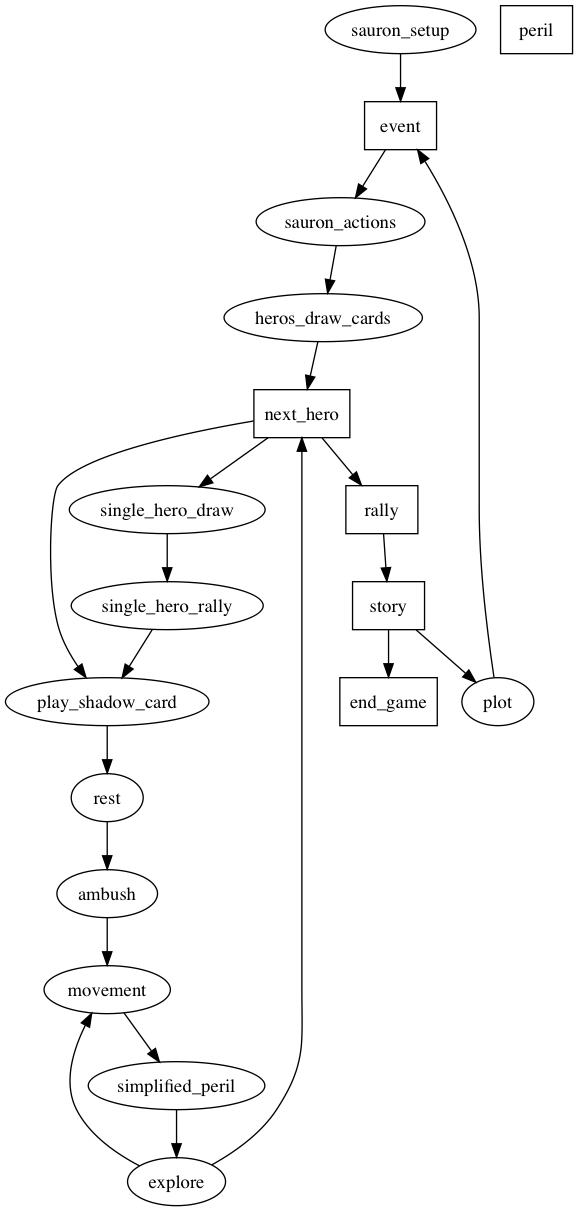 sauron_setup
peril
event
sauron_actions
heros_draw_cards
next_hero
single_hero_draw
rally
single_hero_rally
story
play_shadow_card
end_game
plot
rest
ambush
movement
simplified_peril
explore